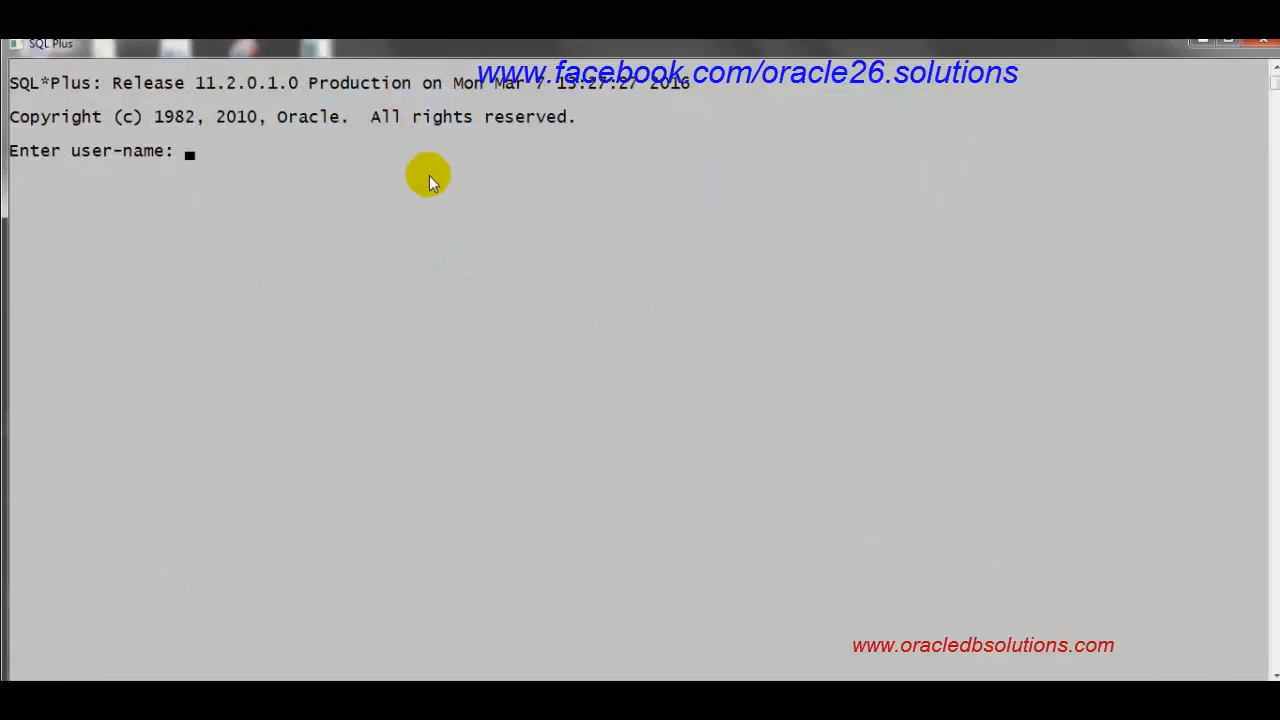 SQL Plus
www.facebook.com/oracle26.solutions
SQL*Plus: Release 11.2.0.1.0 Production on Mon Mar 7 15:27:27 2016
Copyright (c) 1982, 2010, Oracle.  All rights reserved.
Enter user-name:
www.oracledbsolutions.com